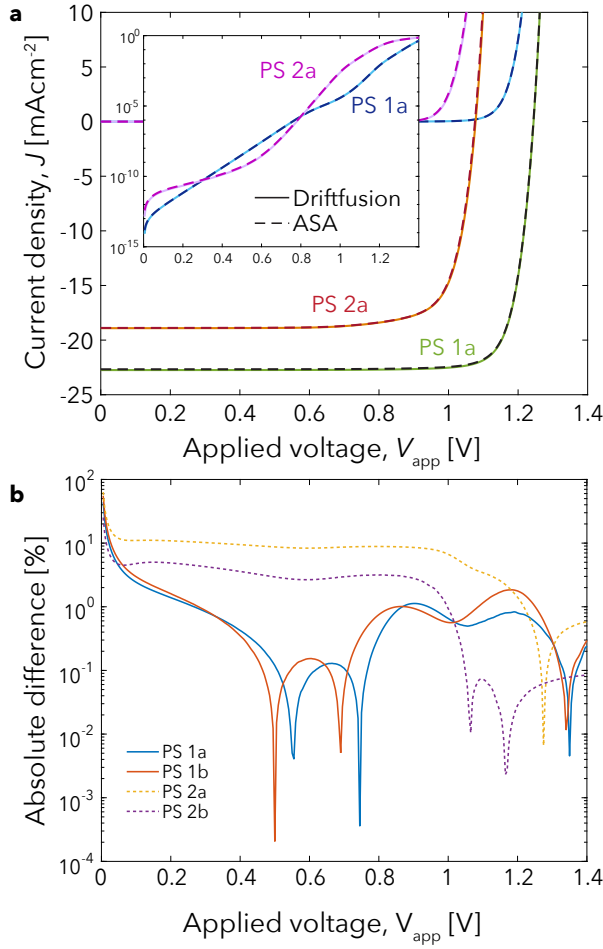 a
10
5
0
-5
-10
-15
-20
-25
Current density, J [mAcm-2]
10^0
10^5
10^-10
10^-15
0 0.2 0.4 0.6 0.8 1 1.2
PS 2a
PS 1a
Driftfusion
ASA
PS 2a
PS 1a
0 0.2 0.4 0.6 0.8 1 1.2 1.4
Applied voltage, V_app [V]
b
10^2
10^1
10^0
10^-1
10^-2
10^-3
10^-4
Absolute difference [%]
PS 1a
PS 1b
PS 2a
PS 2b
0 0.2 0.4 0.6 0.8 1 1.2 1.4
Applied voltage, V_app [V]